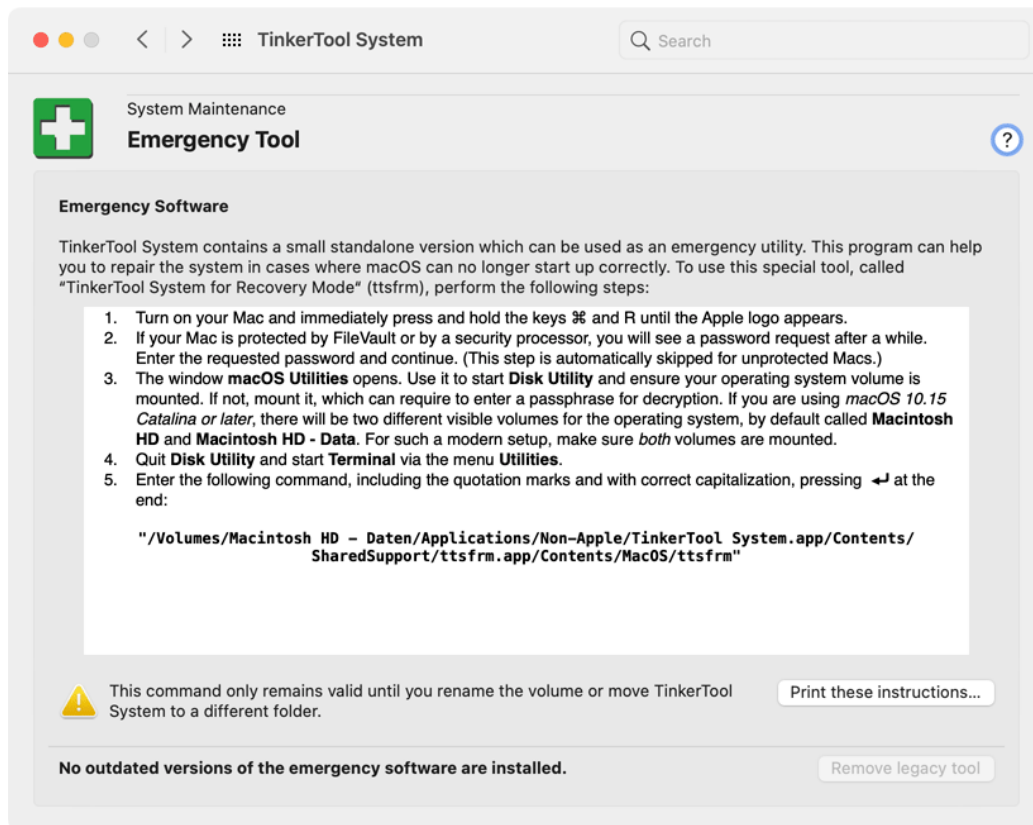 TinkerTool System
Search
System Maintenance
Emergency Tool
?
Emergency Software
TinkerTool System contains a small standalone version which can be used as an emergency utility. This program can help
you to repair the system in cases where macOS can no longer start up correctly. To use this special tool, called
“TinkerTool System for Recovery Mode“ (ttsfrm), perform the following steps:
1. Turn on your Mac and immediately press and hold the keys ⌘ and R until the Apple logo appears.
2. If your Mac is protected by FileVault or by a security processor, you will see a password request after a while.
Enter the requested password and continue. (This step is automatically skipped for unprotected Macs.)
3. The window macOS Utilities opens. Use it to start Disk Utility and ensure your operating system volume is
mounted. If not, mount it, which can require to enter a passphrase for decryption. If you are using macOS 10.15
Catalina or later, there will be two different visible volumes for the operating system, by default called Macintosh
HD and Macintosh HD - Data. For such a modern setup, make sure both volumes are mounted.
4. Quit Disk Utility and start Terminal via the menu Utilities.
5. Enter the following command, including the quotation marks and with correct capitalization, pressing ↩ at the
end:
"/Volumes/Macintosh HD – Daten/Applications/Non-Apple/TinkerTool System.app/Contents/
SharedSupport/ttsfrm.app/Contents/MacOS/ttsfrm"
This command only remains valid until you rename the volume or move TinkerTool
System to a different folder.
Print these instructions...
No outdated versions of the emergency software are installed.
Remove legacy tool